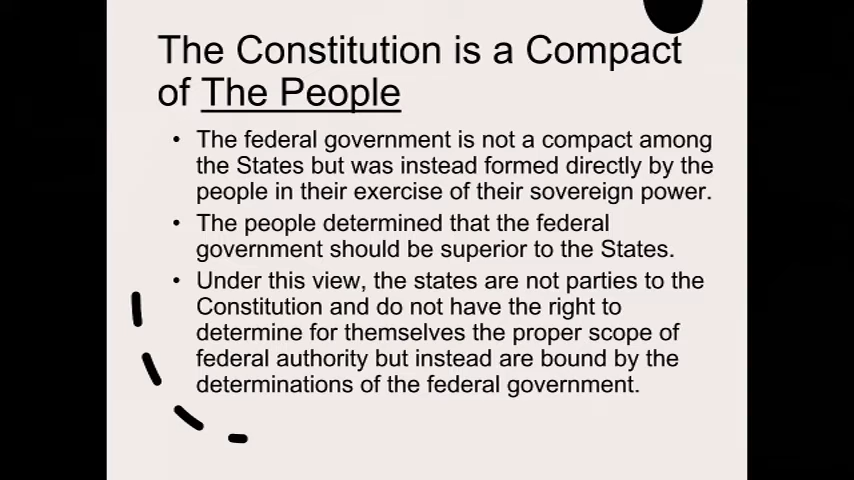 The Constitution is a Compact
of The People
• The federal government is not a compact among
the States but was instead formed directly by the
people in their exercise of their sovereign power.
• The people determined that the federal
government should be superior to the States.
• Under this view, the states are not parties to the
Constitution and do not have the right to
determine for themselves the proper scope of
federal authority but instead are bound by the
determinations of the federal government.